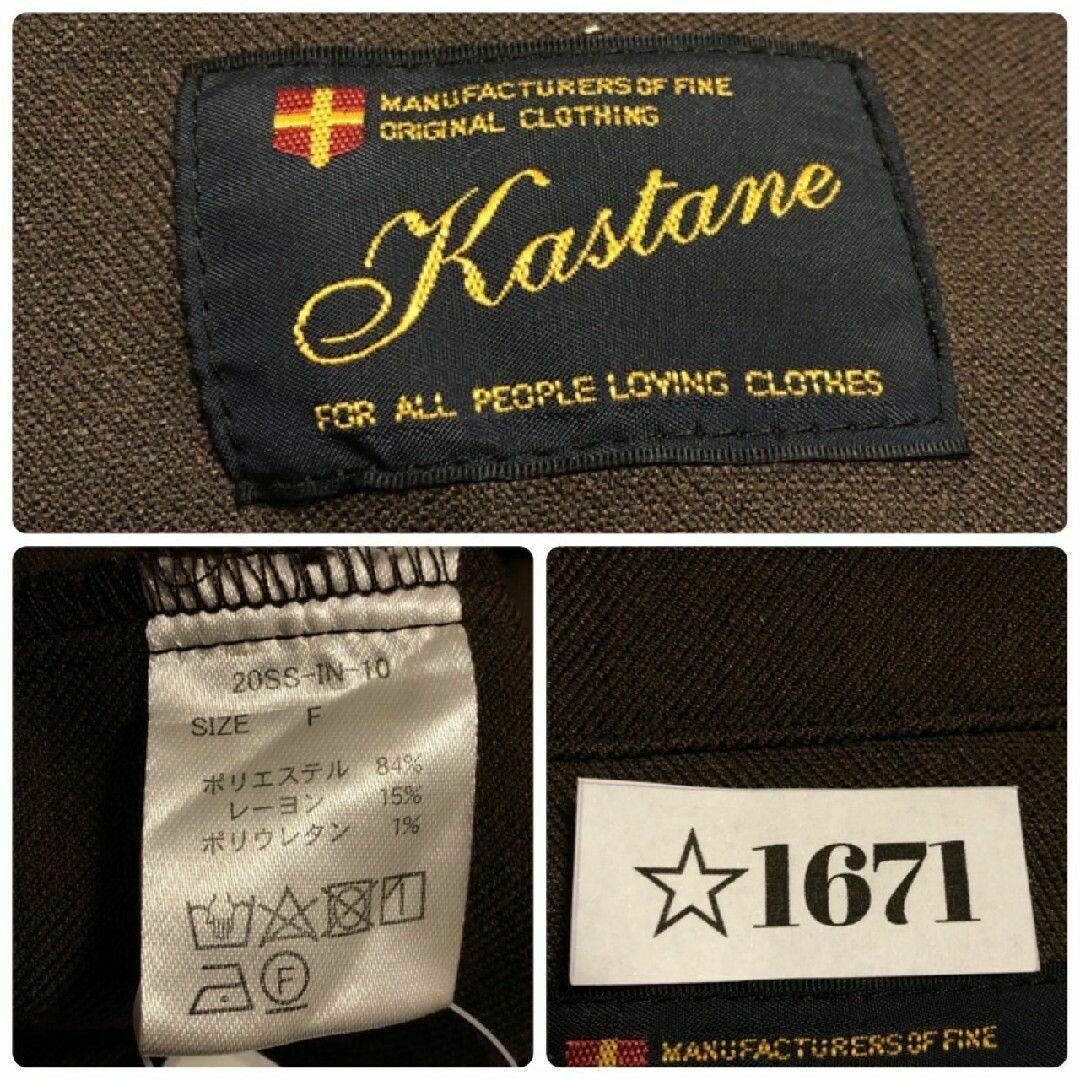 MANUFACTURERS OF FINE
ORIGINAL CLOTHING
Kastane
FOR ALL PEOPLE LOVING CLOTHES
20SS-IN-10
SIZE F
ポリエステル 84%
レーヨン 15%
ポリウレタン 1%
F
☆1671
MANUFACTURERS OF FINE